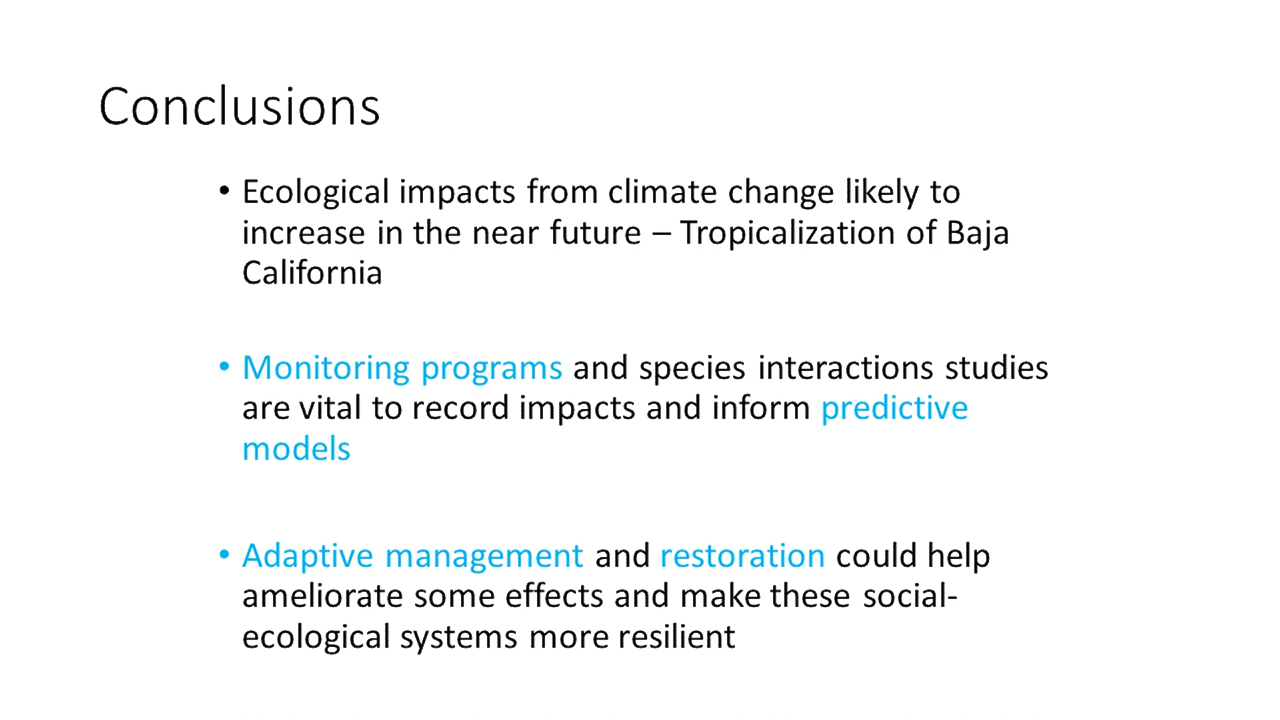 Conclusions
• Ecological impacts from climate change likely to
increase in the near future – Tropicalization of Baja
California
• Monitoring programs and species interactions studies
are vital to record impacts and inform predictive
models
• Adaptive management and restoration could help
ameliorate some effects and make these social-
ecological systems more resilient